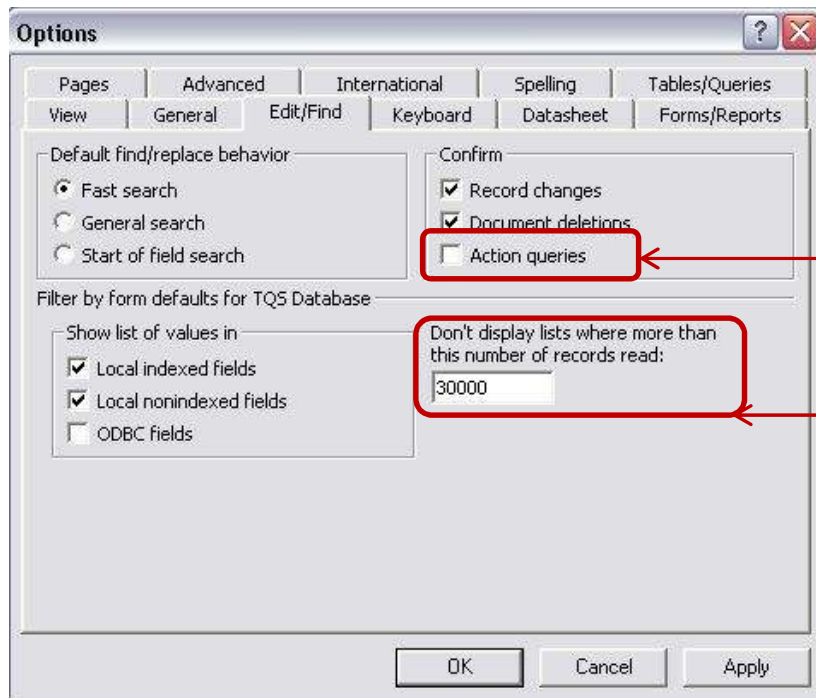 Options
Pages Advanced International Spelling Tables/Queries
View General Edit/Find Keyboard Datasheet Forms/Reports
Default find/replace behavior
Fast search
General search
Start of field search
Confirm
Record changes
Document deletions
Action queries
Filter by form defaults for TQS Database
Show list of values in
Local indexed fields
Local nonindexed fields
ODBC fields
Don't display lists where more than
this number of records read:
30000
OK Cancel Apply